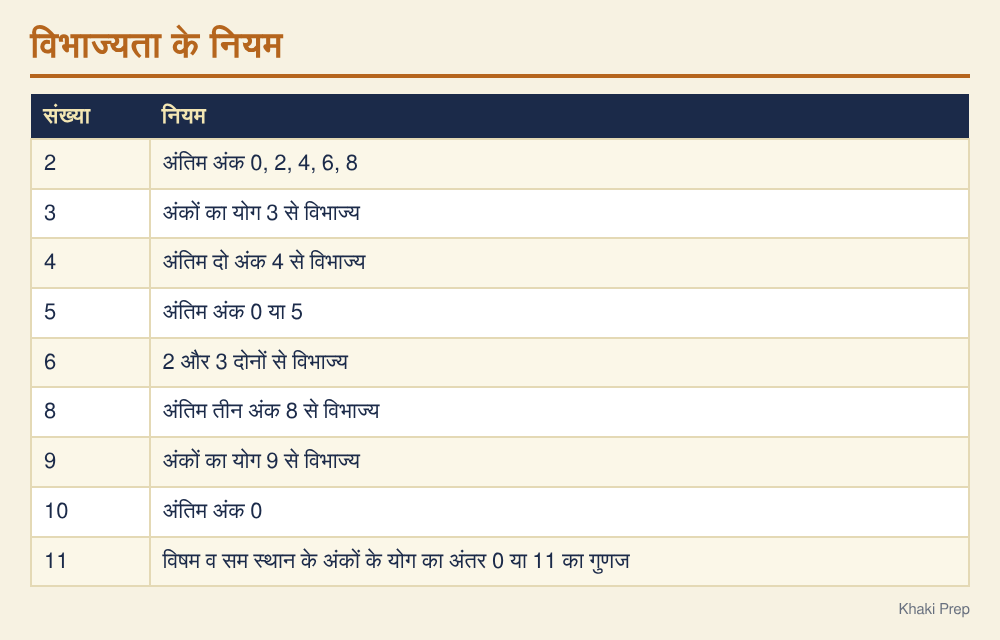 विभाज्यता के नियम
संख्या नियम
2 अंतिम अंक 0, 2, 4, 6, 8
3 अंकों का योग 3 से विभाज्य
4 अंतिम दो अंक 4 से विभाज्य
5 अंतिम अंक 0 या 5
6 2 और 3 दोनों से विभाज्य
8 अंतिम तीन अंक 8 से विभाज्य
9 अंकों का योग 9 से विभाज्य
10 अंतिम अंक 0
11 विषम व सम स्थान के अंकों के योग का अंतर 0 या 11 का गुणज
Khaki Prep